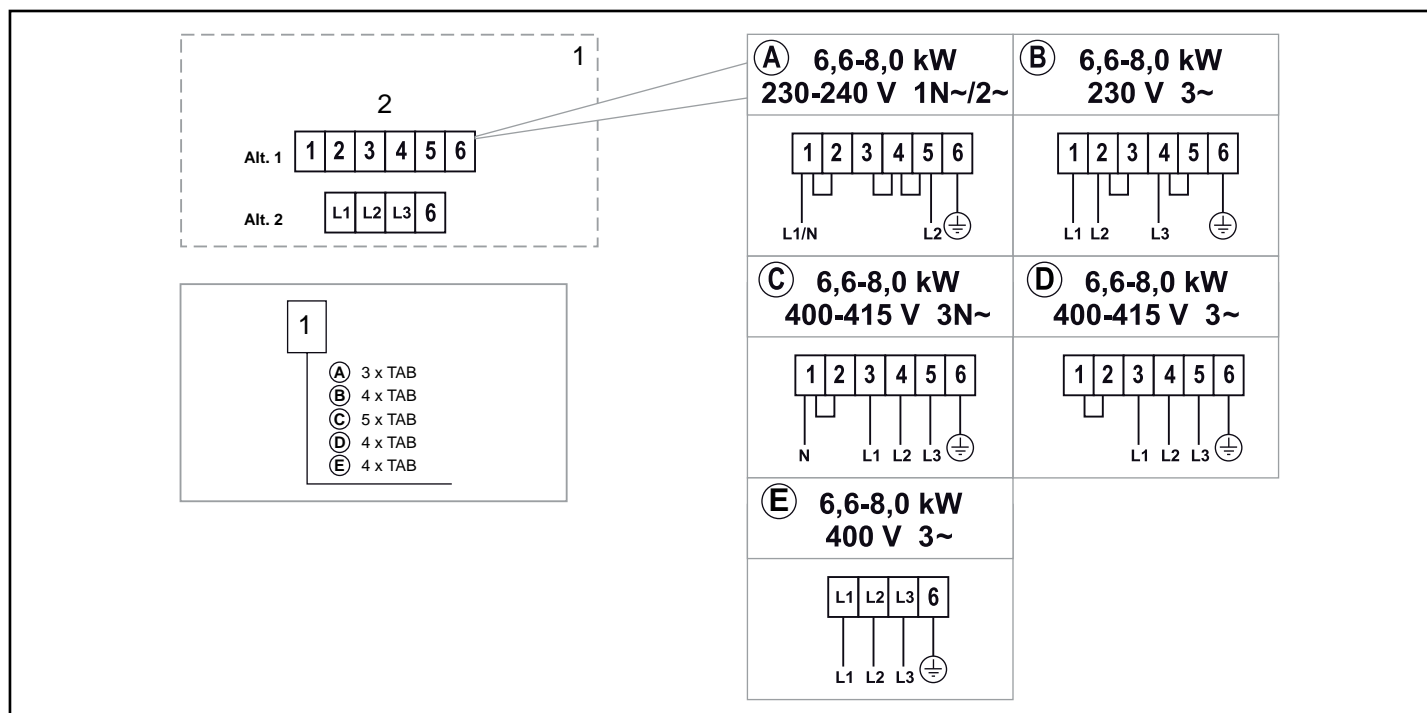 1
2
Alt. 1 1 2 3 4 5 6
Alt. 2 L1 L2 L3 6
1
A 3 x TAB
B 4 x TAB
C 5 x TAB
D 4 x TAB
E 4 x TAB
A 6,6-8,0 kW
230-240 V 1N~/2~
1 2 3 4 5 6
L1/N L2
B 6,6-8,0 kW
230 V 3~
1 2 3 4 5 6
L1 L2 L3
C 6,6-8,0 kW
400-415 V 3N~
1 2 3 4 5 6
N L1 L2 L3
D 6,6-8,0 kW
400-415 V 3~
1 2 3 4 5 6
L1 L2 L3
E 6,6-8,0 kW
400 V 3~
L1 L2 L3 6
L1 L2 L3